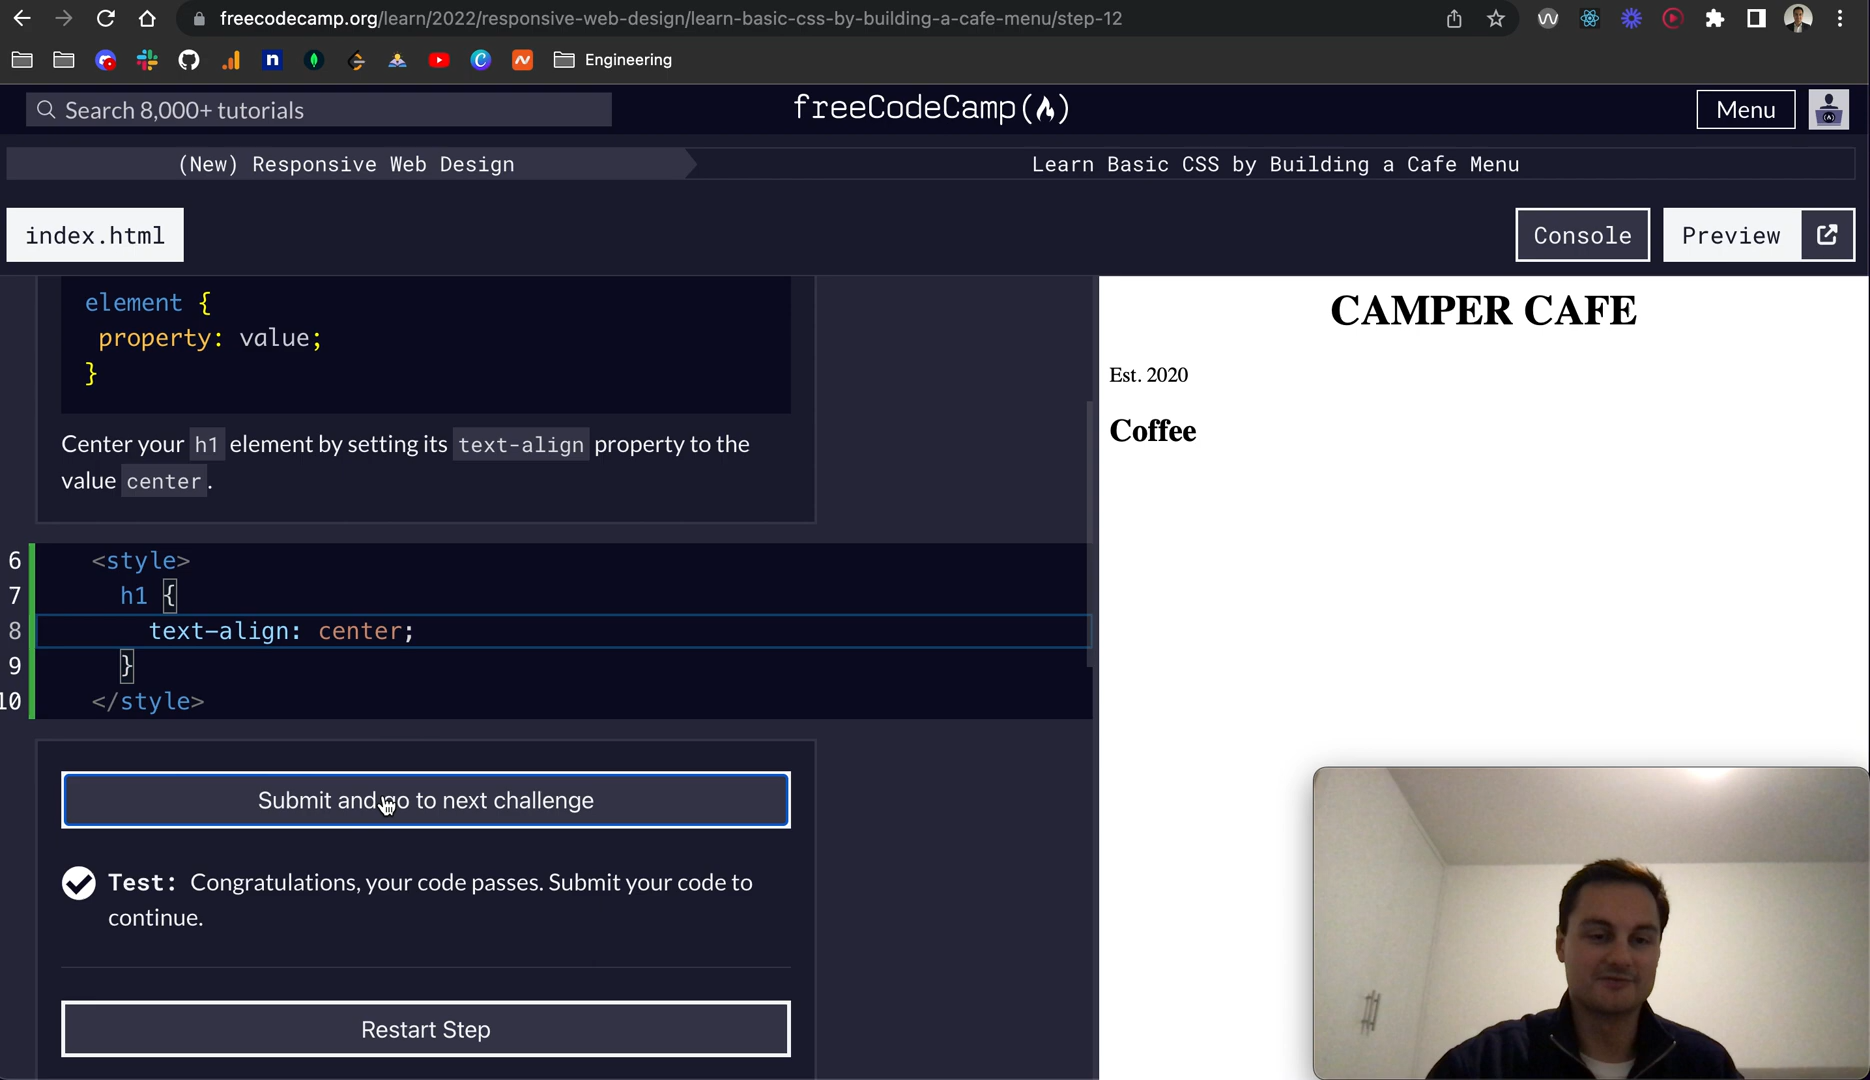 freecodecamp.org/learn/2022/responsive-web-design/learn-basic-css-by-building-a-cafe-menu/step-12
Engineering
Search 8,000+ tutorials
freeCodeCamp
Menu
(New) Responsive Web Design
Learn Basic CSS by Building a Cafe Menu
index.html
Console
Preview
element {
property: value;
}
Center your h1 element by setting its text-align property to the
value center.
6 <style>
7 h1 {
8 text-align: center;
9 }
10 </style>
Submit and go to next challenge
Test: Congratulations, your code passes. Submit your code to
continue.
Restart Step
CAMPER CAFE
Est. 2020
Coffee